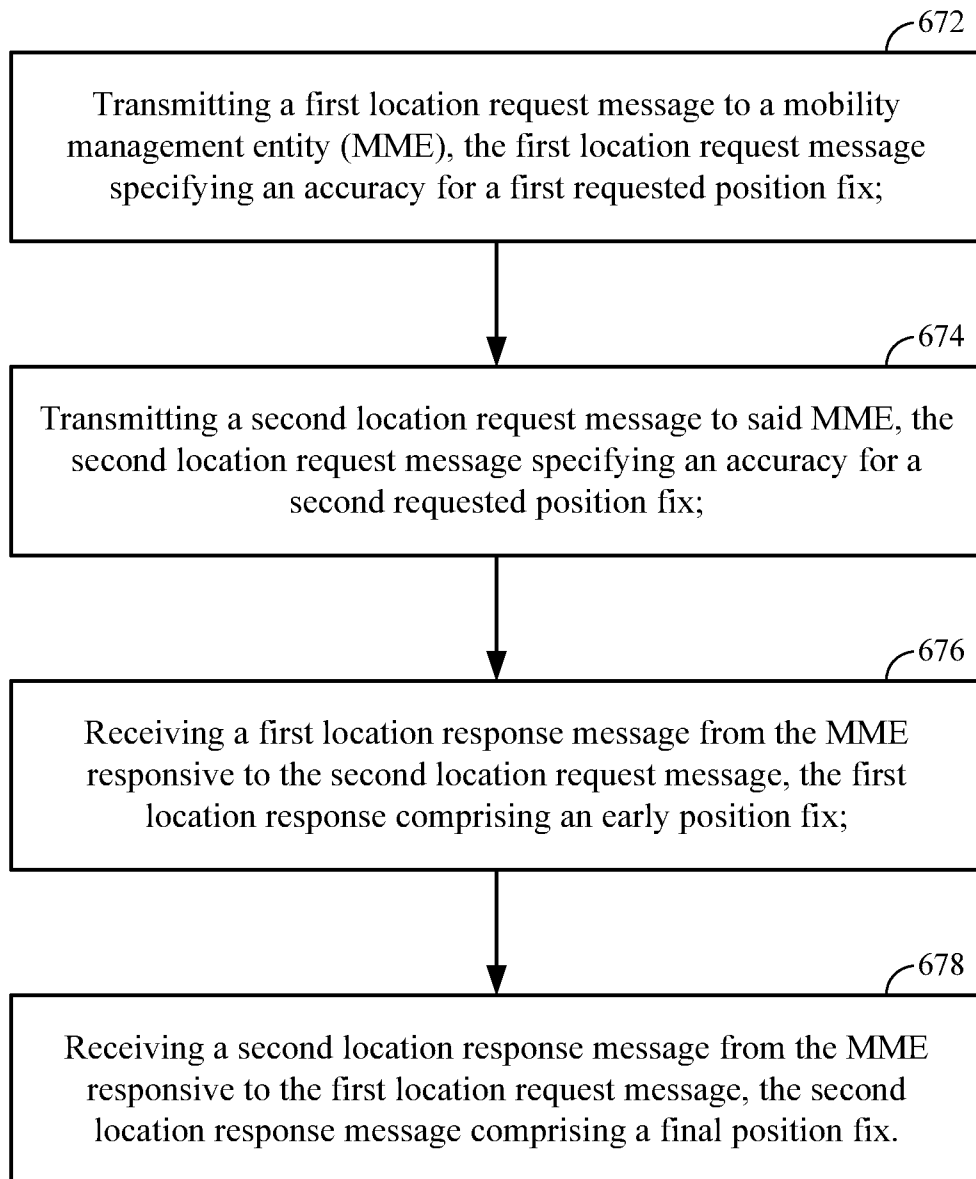 672
Transmitting a first location request message to a mobility
management entity (MME), the first location request message
specifying an accuracy for a first requested position fix;
674
Transmitting a second location request message to said MME, the
second location request message specifying an accuracy for a
second requested position fix;
676
Receiving a first location response message from the MME
responsive to the second location request message, the first
location response comprising an early position fix;
678
Receiving a second location response message from the MME
responsive to the first location request message, the second
location response message comprising a final position fix.